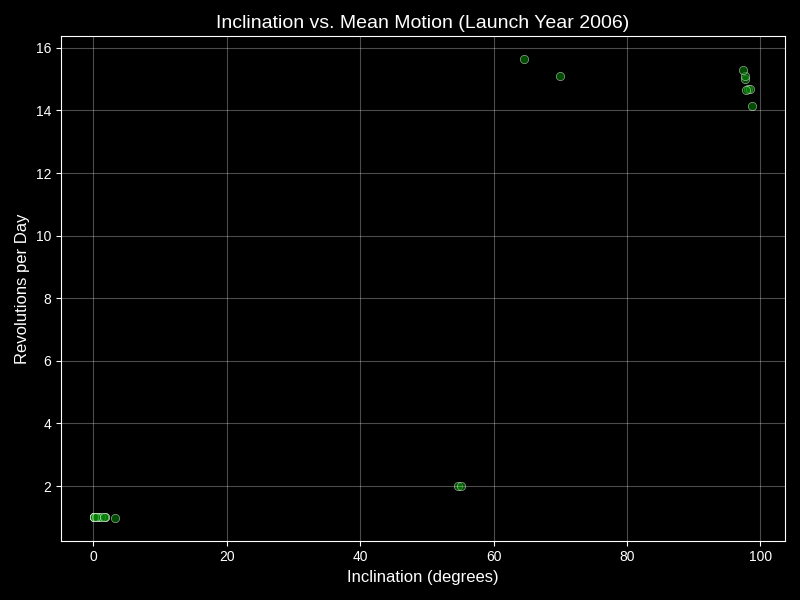 Inclination vs. Mean Motion (Launch Year 2006)
16
14
12
10
8
6
4
2
Revolutions per Day
0 20 40 60 80 100
Inclination (degrees)